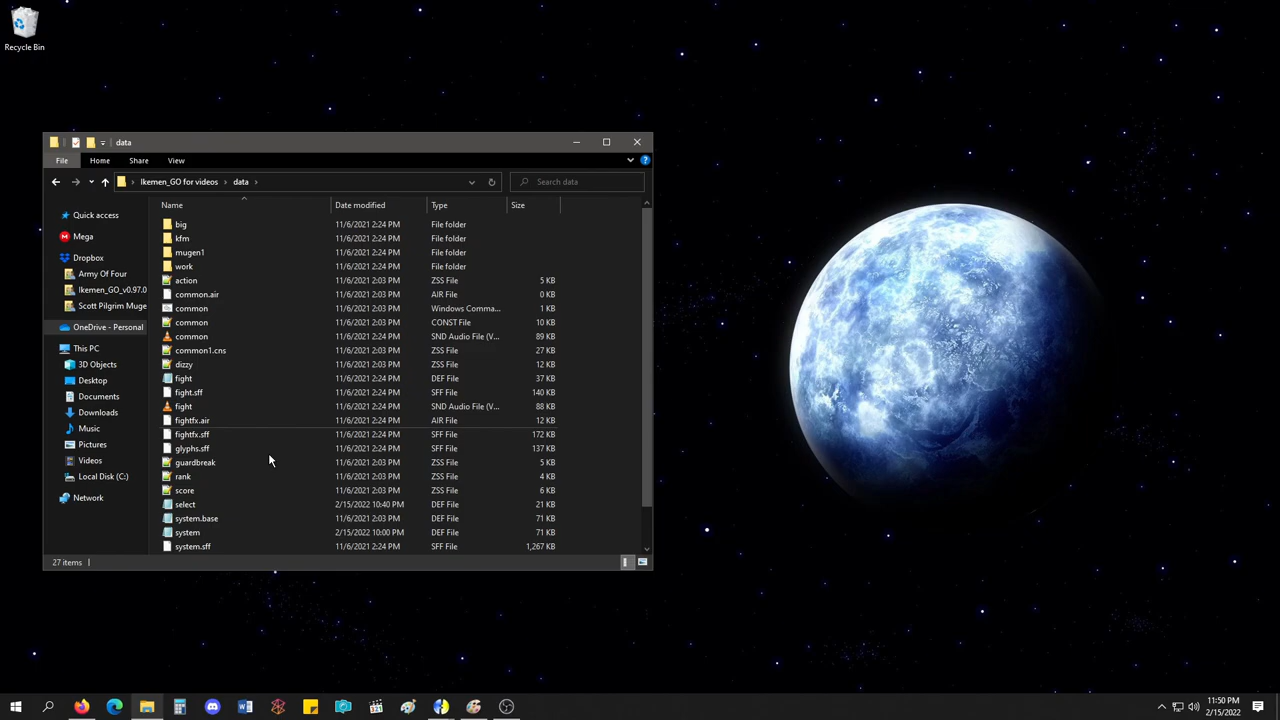 Recycle Bin
data
File Home Share View
Ikemen_GO for videos data Search data
Name Date modified Type Size
Quick access
Mega
Dropbox
Army Of Four
Ikemen_GO_v0.97.0
Scott Pilgrim Muge
OneDrive - Personal
This PC
3D Objects
Desktop
Documents
Downloads
Music
Pictures
Videos
Local Disk (C:)
Network
big 11/6/2021 2:24 PM File folder
kfm 11/6/2021 2:24 PM File folder
mugen1 11/6/2021 2:24 PM File folder
work 11/6/2021 2:24 PM File folder
action 11/6/2021 2:03 PM ZSS File 5 KB
common.air 11/6/2021 2:03 PM AIR File 0 KB
common 11/6/2021 2:03 PM Windows Comma... 1 KB
common 11/6/2021 2:03 PM CONST File 10 KB
common 11/6/2021 2:24 PM SND Audio File (V... 89 KB
common1.cns 11/6/2021 2:03 PM ZSS File 27 KB
dizzy 11/6/2021 2:03 PM ZSS File 12 KB
fight 11/6/2021 2:24 PM DEF File 37 KB
fight.sff 11/6/2021 2:24 PM SFF File 140 KB
fight 11/6/2021 2:24 PM SND Audio File (V... 88 KB
fightfx.air 11/6/2021 2:24 PM AIR File 12 KB
fightfx.sff 11/6/2021 2:24 PM SFF File 172 KB
glyphs.sff 11/6/2021 2:24 PM SFF File 137 KB
guardbreak 11/6/2021 2:03 PM ZSS File 5 KB
rank 11/6/2021 2:03 PM ZSS File 4 KB
score 11/6/2021 2:03 PM ZSS File 6 KB
select 2/15/2022 10:40 PM DEF File 21 KB
system.base 11/6/2021 2:03 PM DEF File 71 KB
system 2/15/2022 10:00 PM DEF File 71 KB
system.sff 11/6/2021 2:24 PM SFF File 1,267 KB
27 items
11:50 PM
2/15/2022